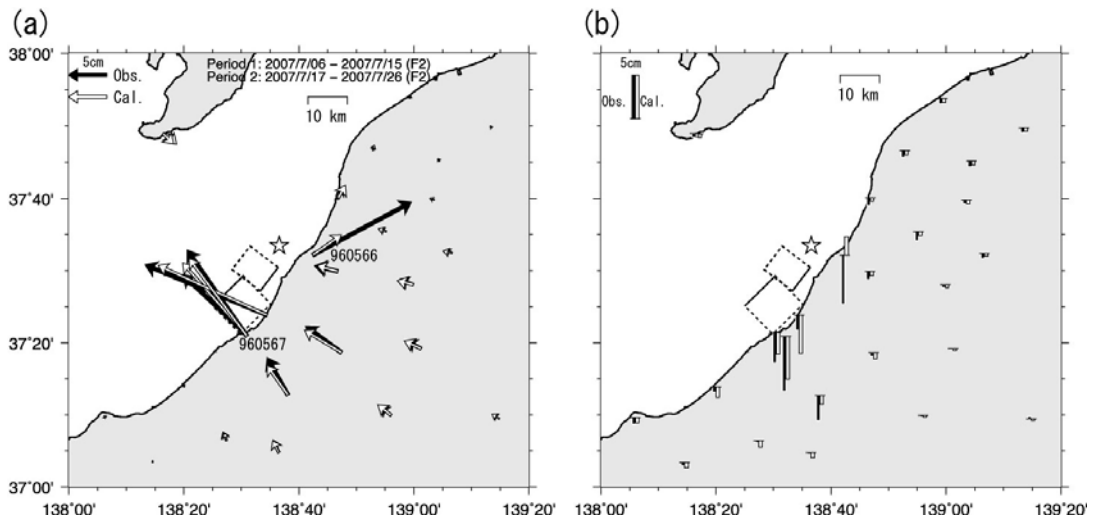 (a)
38°00'
37°40'
37°20'
37°00'
5cm
Obs.
Cal.
Period 1: 2007/7/06 - 2007/7/15 (F2)
Period 2: 2007/7/17 - 2007/7/26 (F2)
10 km
960566
960567
138°00' 138°20' 138°40' 139°00' 139°20'
(b)
5cm
Obs. Cal.
10 km
138°00' 138°20' 138°40' 139°00' 139°20'